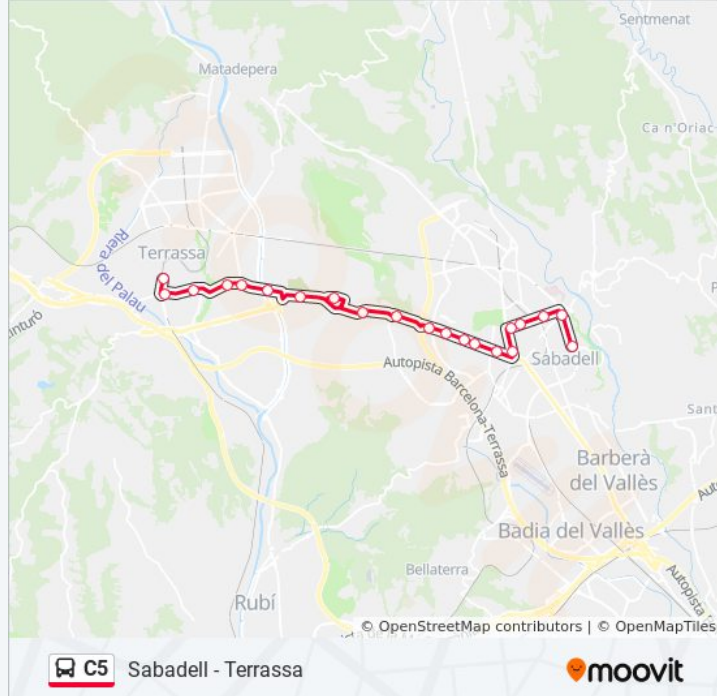 Sentmenat
Matadepera
Ca n'Oriac
Terrassa
Riera del Palau
Sabadell
Autopista Barcelona-Terrassa
Sant
Barberà
del Vallès
Badia del Vallès
Bellaterra
Rubí
Autopista
© OpenStreetMap contributors | © OpenMapTiles
C5 Sabadell - Terrassa
moovit